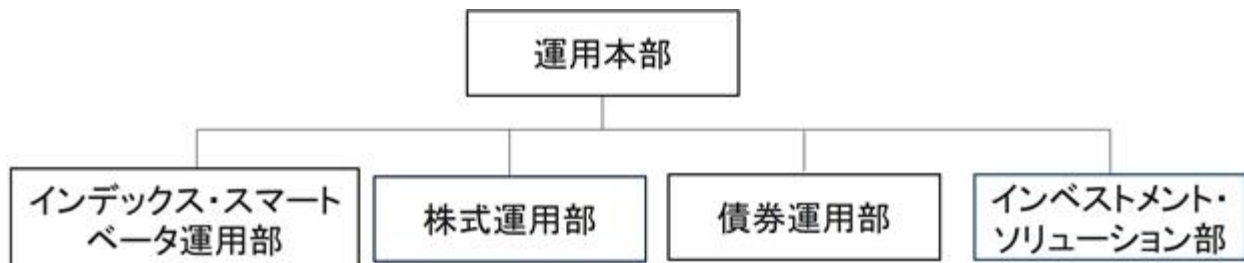 運用本部
インデックス・スマート
ベータ運用部
株式運用部
債券運用部
インベストメント・
ソリューション部